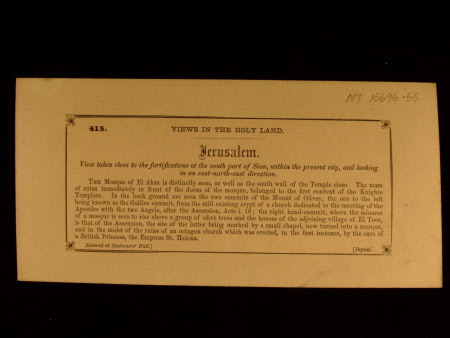 NT 15696-55
415. VIEWS IN THE HOLY LAND.
Jerusalem.
View taken close to the fortifications at the south part of Sion, within the present city, and looking
in an east-north-east direction.
THE Mosque of El Aksa is distinctly seen, as well as the south wall of the Temple close. The mass
of ruins immediately in front of the doom of the mosque, belonged to the first convent of the Knights
Templars. In the back ground are seen the two summits of the Mount of Olives; the one to the left
being known as the Galilee summit, from the still existing crypt of a church dedicated to the meeting of the
Apostles with the two Angels, after the Ascension, Acts i. 10; the right hand-summit, where the minaret
of a mosque is seen to rise above a group of olive trees and the houses of the adjoining village of El Toor,
is that of the Ascension, the site of the latter being marked by a small chapel, now turned into a mosque,
and in the midst of the ruins of an octagon church which was erected, in the first instance, by the care of
a British Princess, the Empress St. Helena.
Entered at Stationers' Hall.] [Deposé.